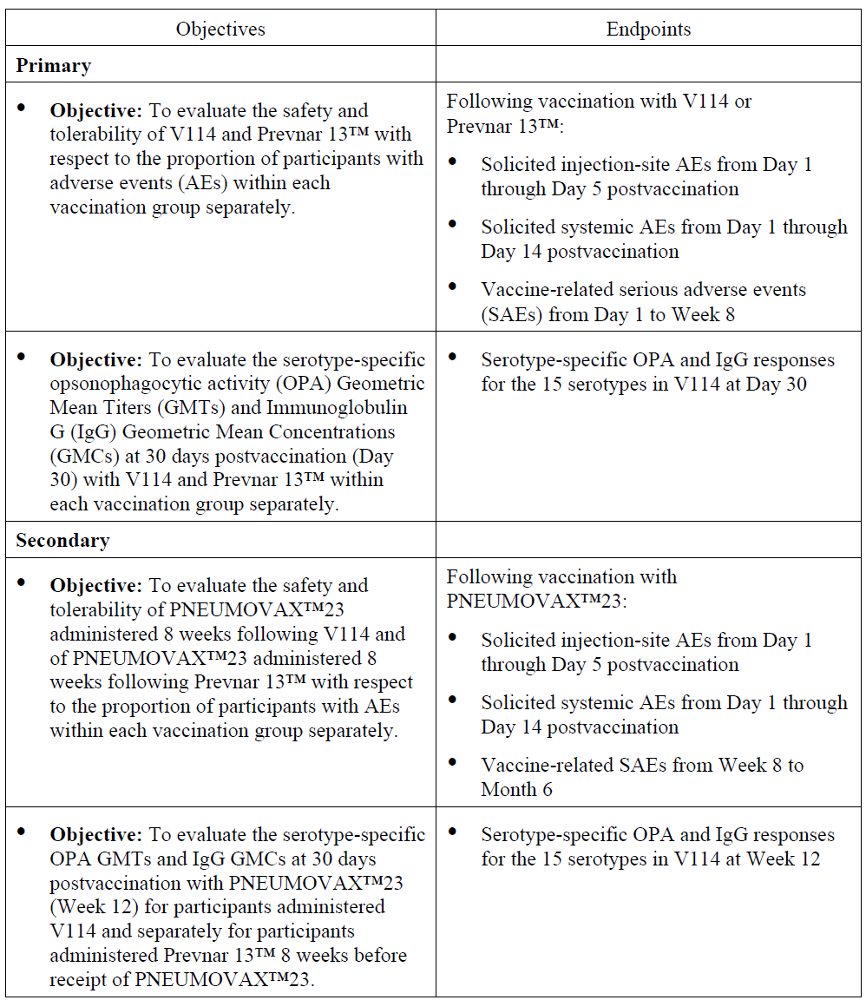 Objectives
Endpoints
Primary
• Objective: To evaluate the safety and
tolerability of V114 and Prevnar 13™ with
respect to the proportion of participants with
adverse events (AEs) within each
vaccination group separately.
Following vaccination with V114 or
Prevnar 13™:
• Solicited injection-site AEs from Day 1
through Day 5 postvaccination
• Solicited systemic AEs from Day 1 through
Day 14 postvaccination
• Vaccine-related serious adverse events
(SAEs) from Day 1 to Week 8
• Objective: To evaluate the serotype-specific
opsonophagocytic activity (OPA) Geometric
Mean Titers (GMTs) and Immunoglobulin
G (IgG) Geometric Mean Concentrations
(GMCs) at 30 days postvaccination (Day
30) with V114 and Prevnar 13™ within
each vaccination group separately.
• Serotype-specific OPA and IgG responses
for the 15 serotypes in V114 at Day 30
Secondary
• Objective: To evaluate the safety and
tolerability of PNEUMOVAX™23
administered 8 weeks following V114 and
of PNEUMOVAX™23 administered 8
weeks following Prevnar 13™ with respect
to the proportion of participants with AEs
within each vaccination group separately.
Following vaccination with
PNEUMOVAX™23:
• Solicited injection-site AEs from Day 1
through Day 5 postvaccination
• Solicited systemic AEs from Day 1 through
Day 14 postvaccination
• Vaccine-related SAEs from Week 8 to
Month 6
• Objective: To evaluate the serotype-specific
OPA GMTs and IgG GMCs at 30 days
postvaccination with PNEUMOVAX™23
(Week 12) for participants administered
V114 and separately for participants
administered Prevnar 13™ 8 weeks before
receipt of PNEUMOVAX™23.
• Serotype-specific OPA and IgG responses
for the 15 serotypes in V114 at Week 12